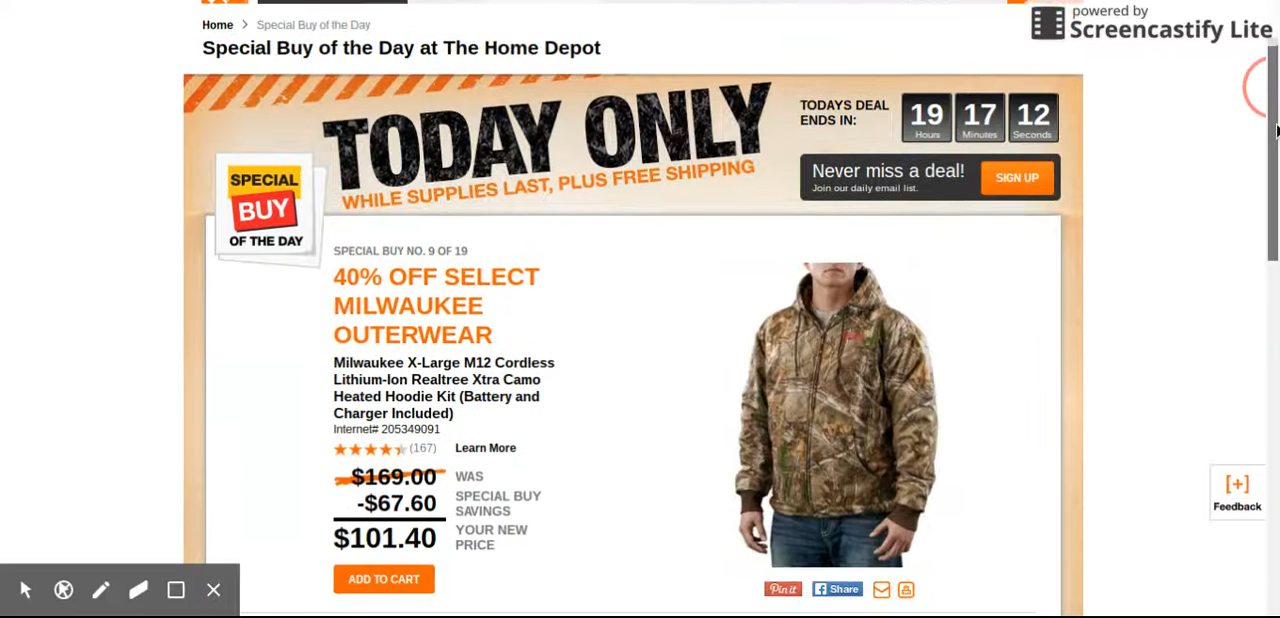 powered by
Screencastify Lite
Home > Special Buy of the Day
Special Buy of the Day at The Home Depot
TODAY ONLY
WHILE SUPPLIES LAST, PLUS FREE SHIPPING
TODAYS DEAL
ENDS IN:
19 17 12
Hours Minutes Seconds
Never miss a deal!
Join our daily email list.
SIGN UP
SPECIAL
BUY
OF THE DAY
SPECIAL BUY NO. 9 OF 19
40% OFF SELECT
MILWAUKEE
OUTERWEAR
Milwaukee X-Large M12 Cordless
Lithium-Ion Realtree Xtra Camo
Heated Hoodie Kit (Battery and
Charger Included)
Internet# 205349091
(167) Learn More
$169.00 WAS
-$67.60 SPECIAL BUY
SAVINGS
$101.40 YOUR NEW
PRICE
ADD TO CART
Pin it
Share
[+]
Feedback